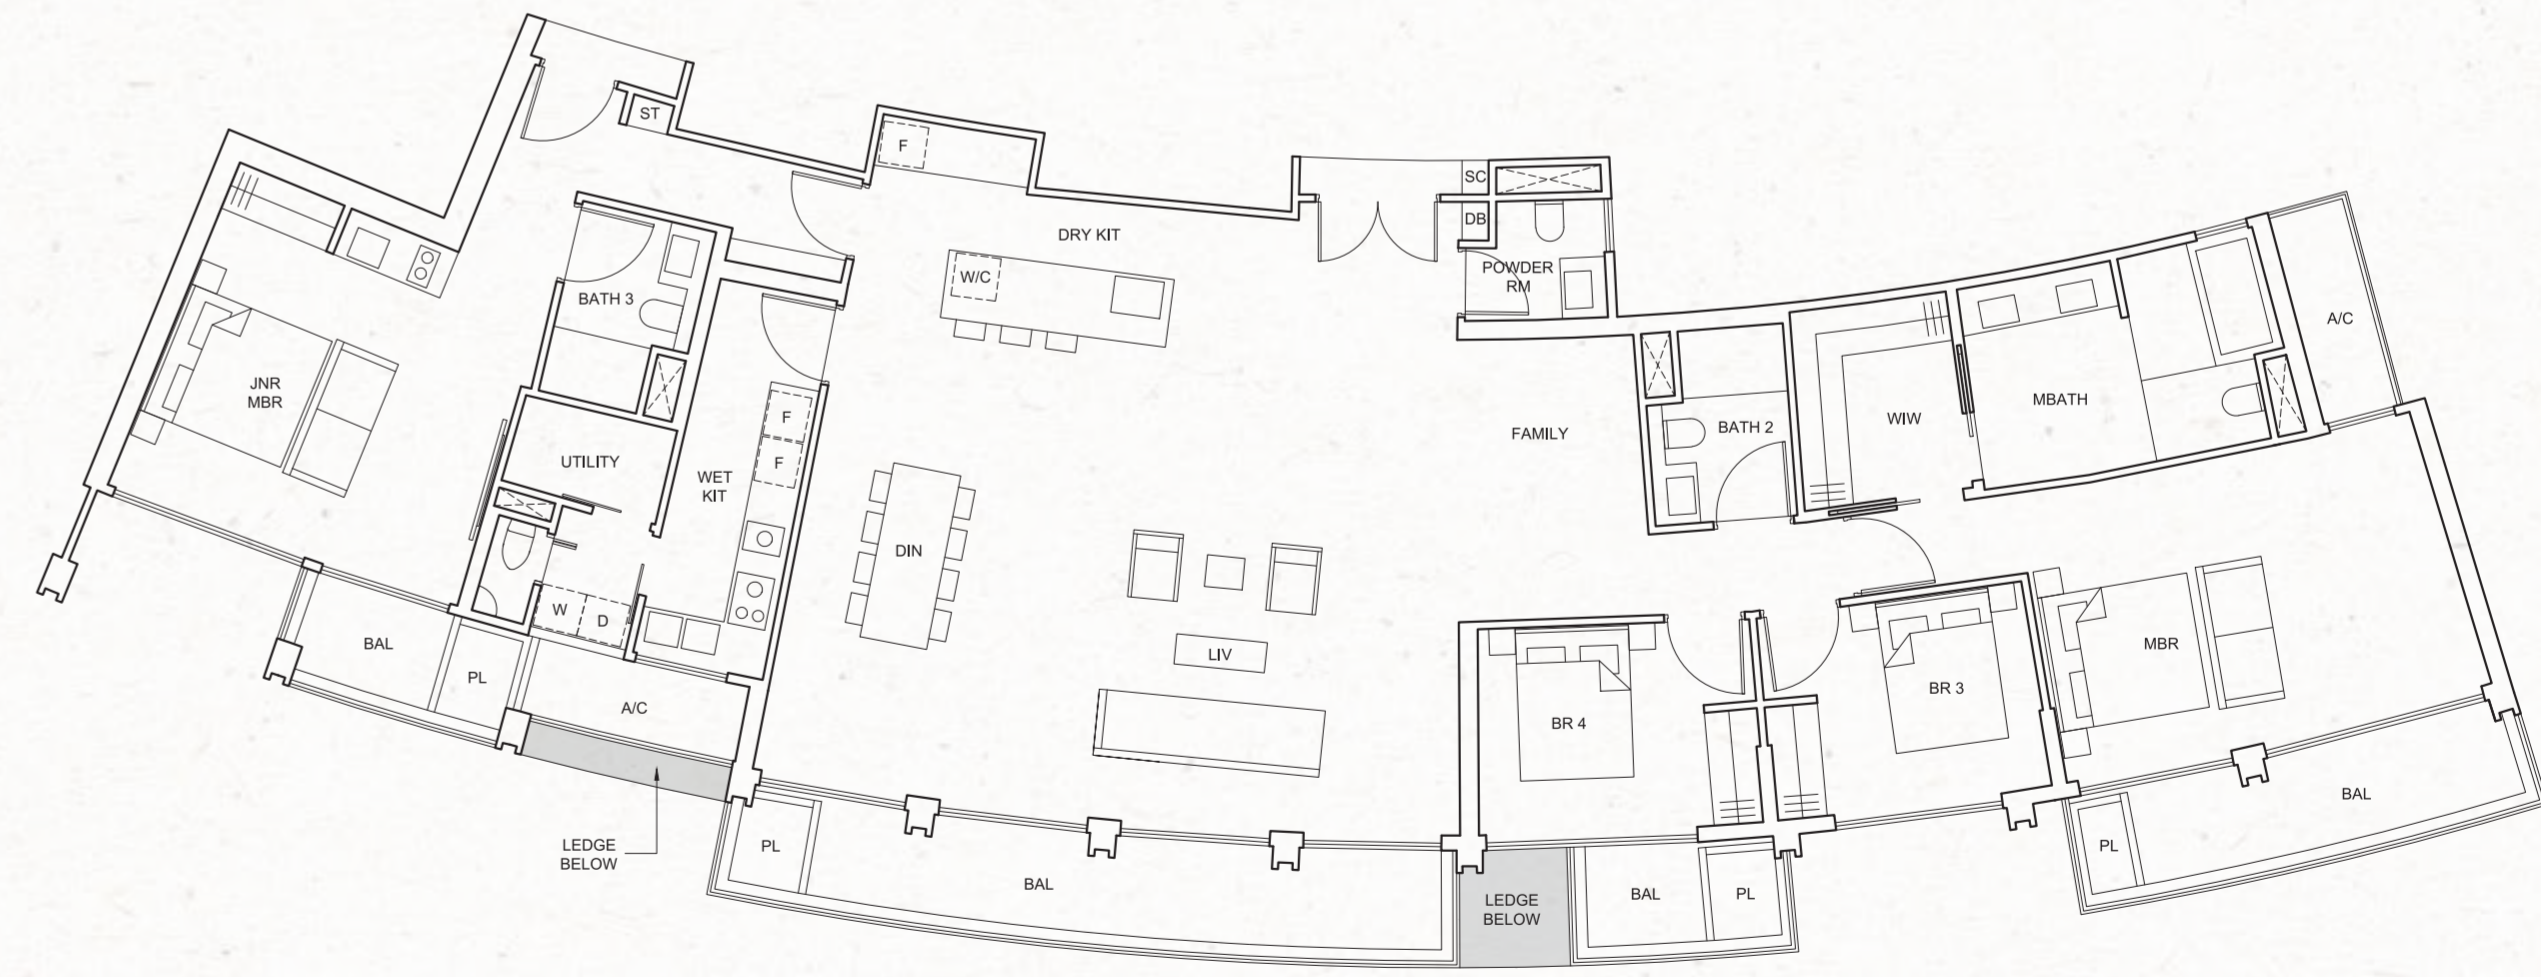 ST
F
SC
DB
DRY KIT
POWDER
RM
W/C
BATH 3
A/C
JNR
MBR
F
F
UTILITY
WET
KIT
FAMILY
BATH 2
WIW
MBATH
DIN
W
D
LIV
BAL
PL
A/C
BR 4
BR 3
MBR
LEDGE
BELOW
PL
BAL
LEDGE
BELOW
BAL
PL
PL
BAL